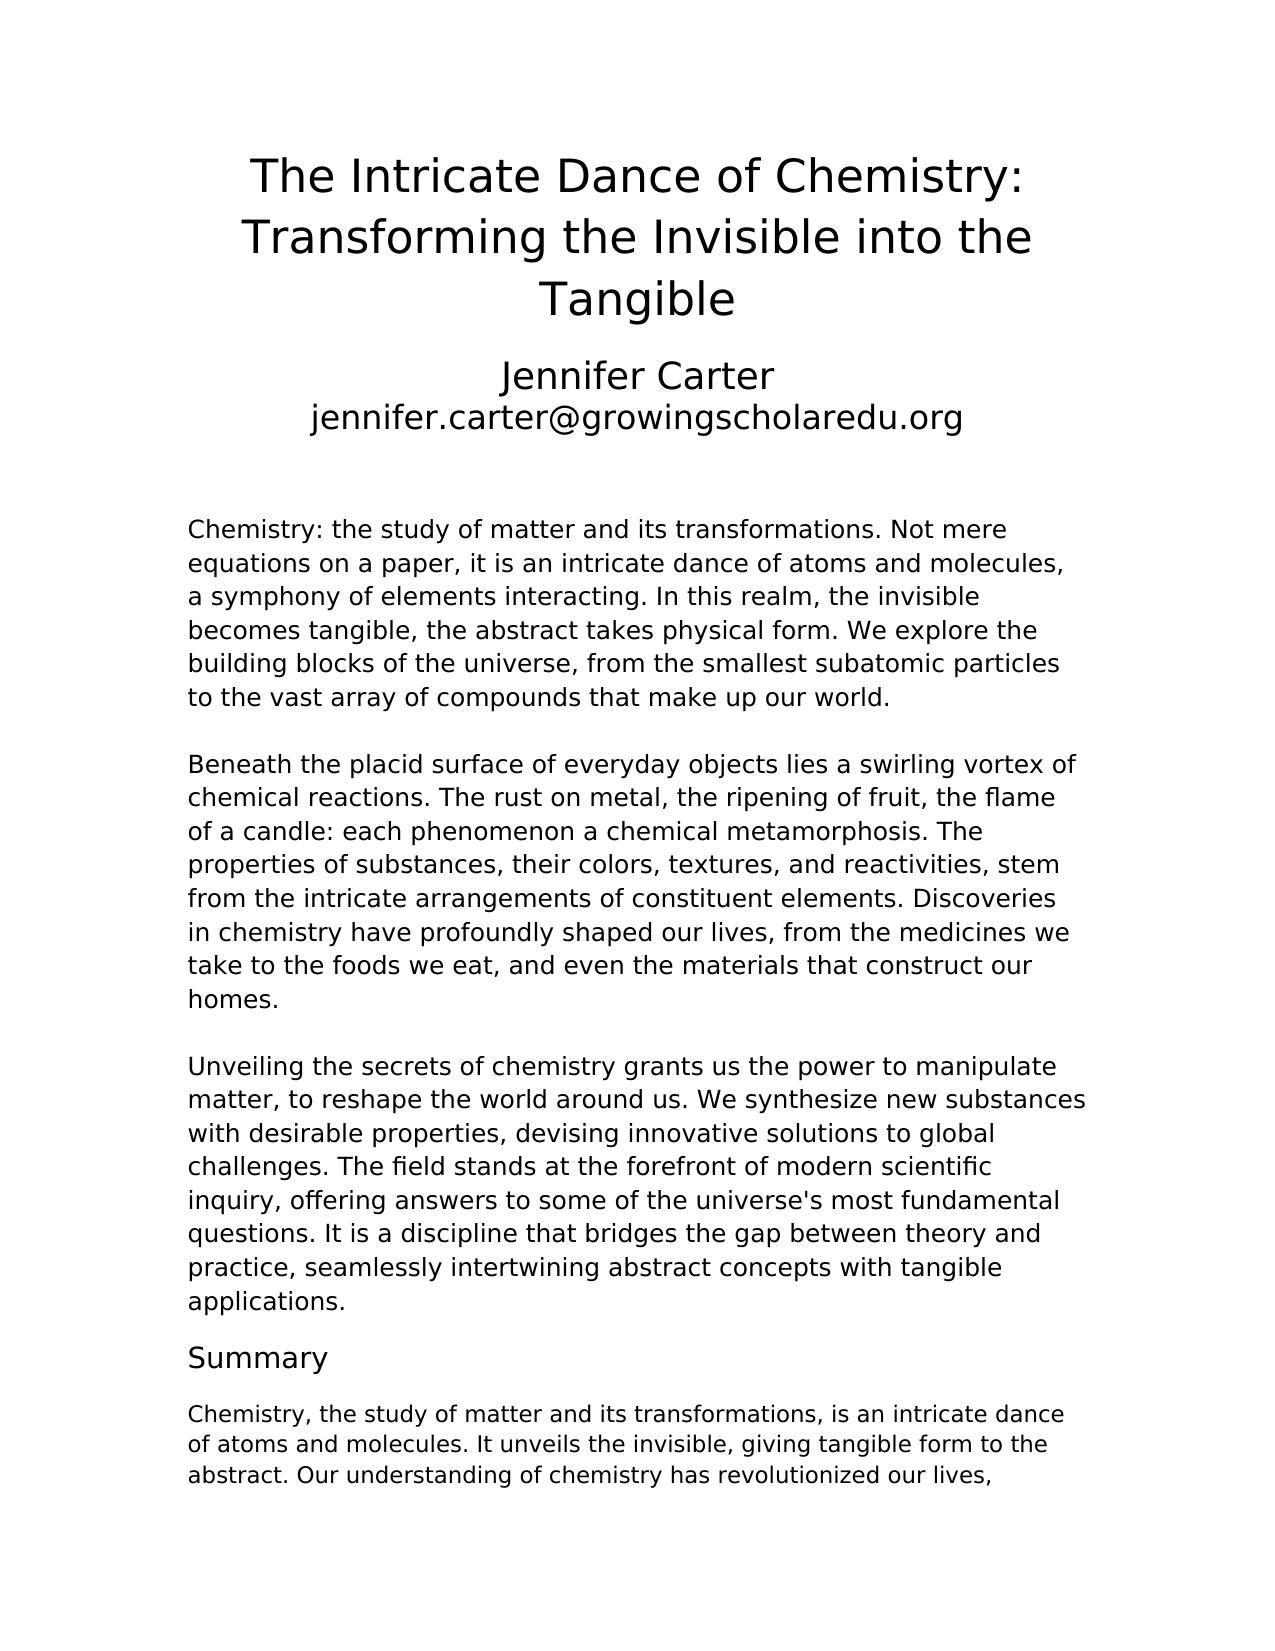 The Intricate Dance of Chemistry:
Transforming the Invisible into the
Tangible
Jennifer Carter
jennifer.carter@growingscholaredu.org
Chemistry: the study of matter and its transformations. Not mere
equations on a paper, it is an intricate dance of atoms and molecules,
a symphony of elements interacting. In this realm, the invisible
becomes tangible, the abstract takes physical form. We explore the
building blocks of the universe, from the smallest subatomic particles
to the vast array of compounds that make up our world.
Beneath the placid surface of everyday objects lies a swirling vortex of
chemical reactions. The rust on metal, the ripening of fruit, the flame
of a candle: each phenomenon a chemical metamorphosis. The
properties of substances, their colors, textures, and reactivities, stem
from the intricate arrangements of constituent elements. Discoveries
in chemistry have profoundly shaped our lives, from the medicines we
take to the foods we eat, and even the materials that construct our
homes.
Unveiling the secrets of chemistry grants us the power to manipulate
matter, to reshape the world around us. We synthesize new substances
with desirable properties, devising innovative solutions to global
challenges. The field stands at the forefront of modern scientific
inquiry, offering answers to some of the universe's most fundamental
questions. It is a discipline that bridges the gap between theory and
practice, seamlessly intertwining abstract concepts with tangible
applications.
Summary
Chemistry, the study of matter and its transformations, is an intricate dance
of atoms and molecules. It unveils the invisible, giving tangible form to the
abstract. Our understanding of chemistry has revolutionized our lives,